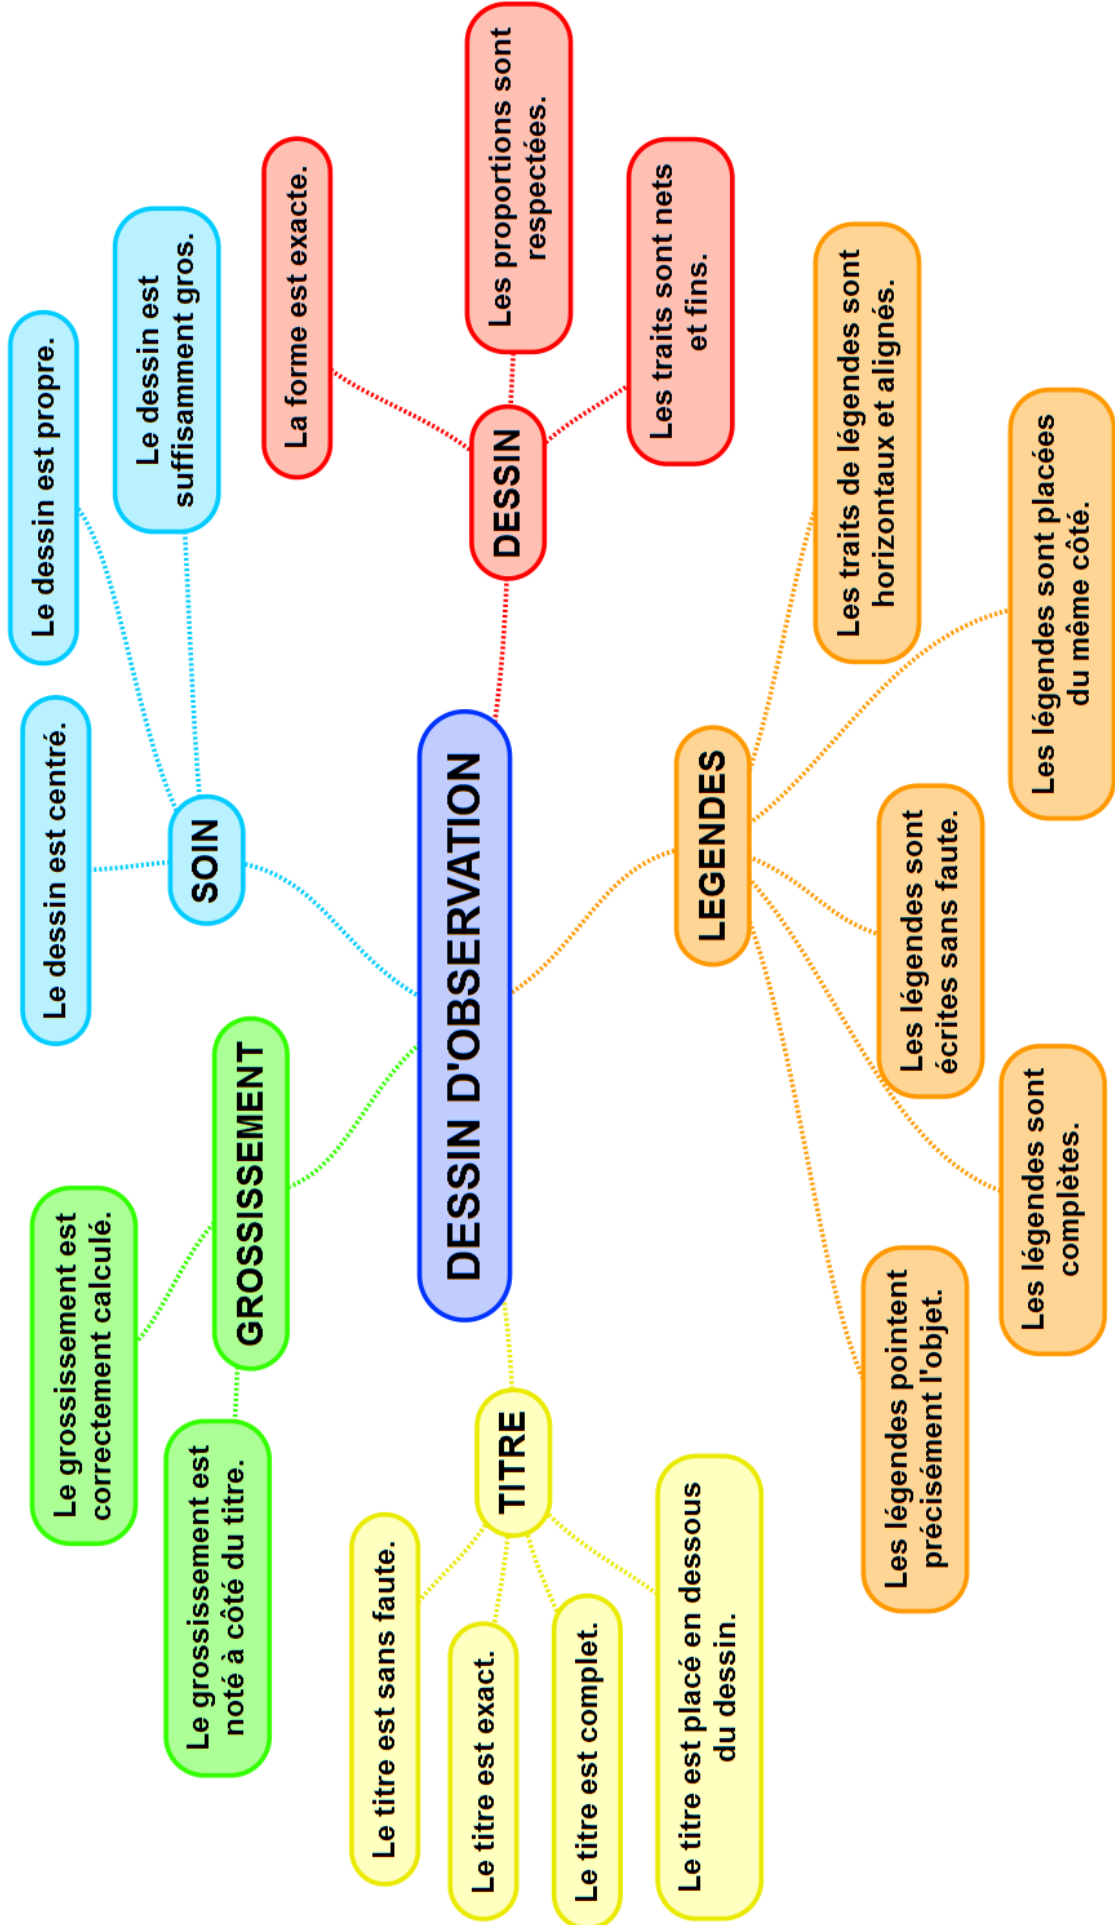 Le grossissement est
correctement calculé.
Le grossissement est
noté à côté du titre.
GROSSISSEMENT
Le dessin est centré.
Le dessin est propre.
Le dessin est
suffisamment gros.
SOIN
La forme est exacte.
Les proportions sont
respectées.
Les traits sont nets
et fins.
DESSIN
DESSIN D'OBSERVATION
TITRE
Le titre est sans faute.
Le titre est exact.
Le titre est complet.
Le titre est placé en dessous
du dessin.
LEGENDES
Les légendes pointent
précisément l'objet.
Les légendes sont
complètes.
Les légendes sont
écrites sans faute.
Les légendes sont placées
du même côté.
Les traits de légendes sont
horizontaux et alignés.